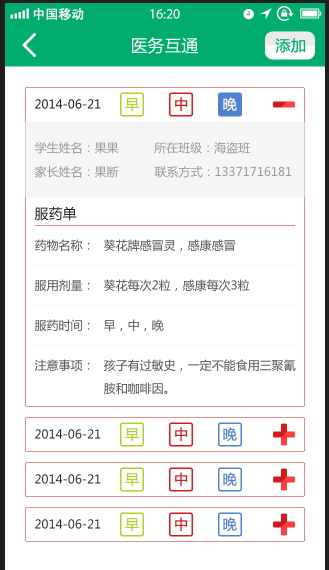 中国移动 16:20
医务互通 添加
2014-06-21 早 中 晚
学生姓名：果果 所在班级：海盗班
家长姓名：果断 联系方式：13371716181
服药单
药物名称： 葵花牌感冒灵，感康感冒
服用剂量： 葵花每次2粒，感康每次3粒
服药时间： 早，中，晚
注意事项： 孩子有过敏史，一定不能食用三聚氰
胺和咖啡因。
2014-06-21 早 中 晚
2014-06-21 早 中 晚
2014-06-21 早 中 晚